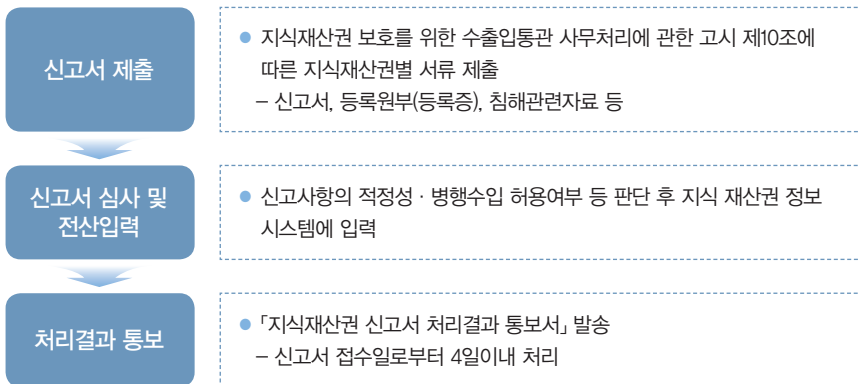 신고서 제출
● 지식재산권 보호를 위한 수출입통관 사무처리에 관한 고시 제10조에
따른 지식재산권별 서류 제출
– 신고서, 등록원부(등록증), 침해관련자료 등
신고서 심사 및
전산입력
● 신고사항의 적정성 · 병행수입 허용여부 등 판단 후 지식 재산권 정보
시스템에 입력
처리결과 통보
● 「지식재산권 신고서 처리결과 통보서」 발송
– 신고서 접수일로부터 4일이내 처리